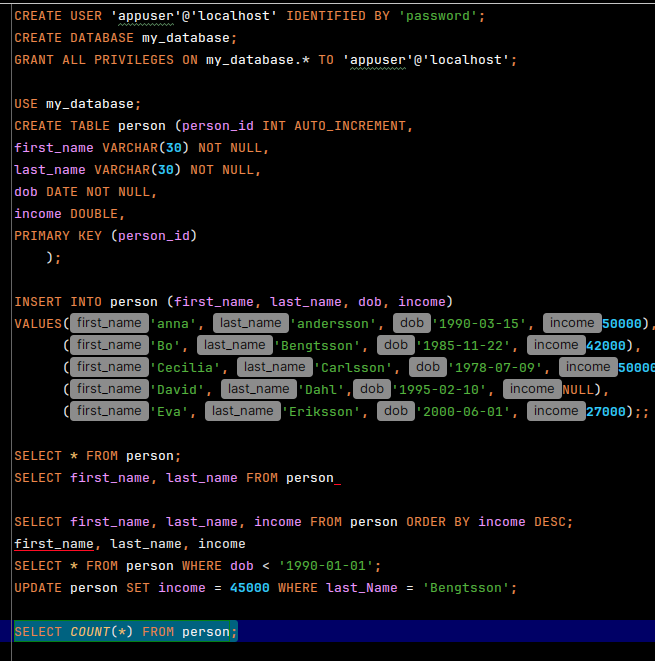 CREATE USER 'appuser'@'localhost' IDENTIFIED BY 'password';
CREATE DATABASE my_database;
GRANT ALL PRIVILEGES ON my_database.* TO 'appuser'@'localhost';
USE my_database;
CREATE TABLE person (person_id INT AUTO_INCREMENT,
first_name VARCHAR(30) NOT NULL,
last_name VARCHAR(30) NOT NULL,
dob DATE NOT NULL,
income DOUBLE,
PRIMARY KEY (person_id)
);
INSERT INTO person (first_name, last_name, dob, income)
VALUES( first_name 'anna', last_name 'andersson', dob '1990-03-15', income 50000),
( first_name 'Bo', last_name 'Bengtsson', dob '1985-11-22', income 42000),
( first_name 'Cecilia', last_name 'Carlsson', dob '1978-07-09', income 50000
( first_name 'David', last_name 'Dahl', dob '1995-02-10', income NULL),
( first_name 'Eva', last_name 'Eriksson', dob '2000-06-01', income 27000);;
SELECT * FROM person;
SELECT first_name, last_name FROM person
SELECT first_name, last_name, income FROM person ORDER BY income DESC;
first_name, last_name, income
SELECT * FROM person WHERE dob < '1990-01-01';
UPDATE person SET income = 45000 WHERE last_Name = 'Bengtsson';
SELECT COUNT(*) FROM person;